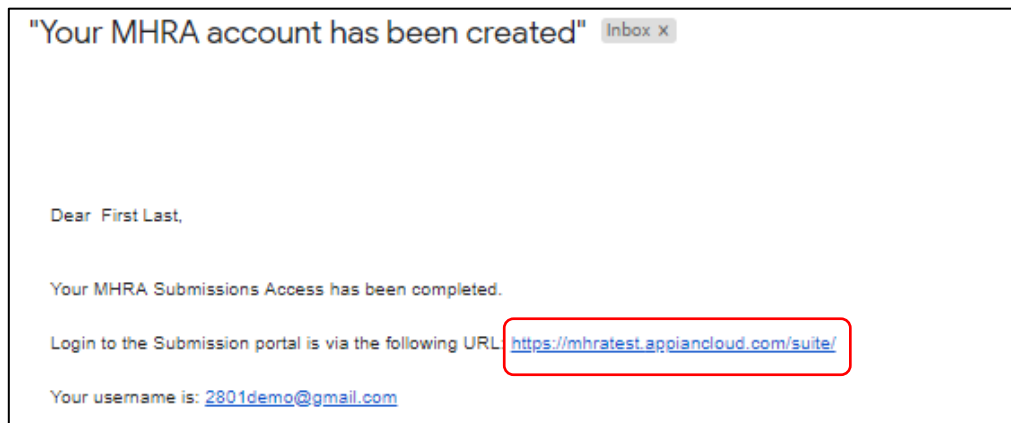 "Your MHRA account has been created" Inbox x
Dear First Last,
Your MHRA Submissions Access has been completed.
Login to the Submission portal is via the following URL: https://mhratest.appiancloud.com/suite/
Your username is: 2801demo@gmail.com